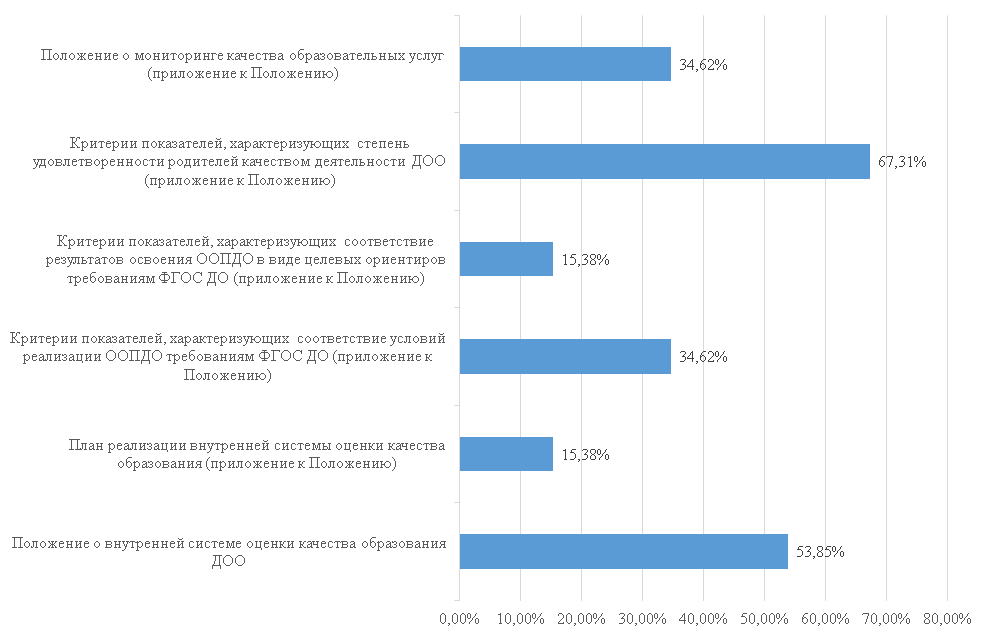 Положение о мониторинге качества образовательных услуг
(приложение к Положению)
34,62%
Критерии показателей, характеризующих степень
удовлетворенности родителей качеством деятельности ДОО
(приложение к Положению)
67,31%
Критерии показателей, характеризующих соответствие
результатов освоения ООПДО в виде целевых ориентиров
требованиям ФГОС ДО (приложение к Положению)
15,38%
Критерии показателей, характеризующих соответствие условий
реализации ООПДО требованиям ФГОС ДО (приложение к
Положению)
34,62%
План реализации внутренней системы оценки качества
образования (приложение к Положению)
15,38%
Положение о внутренней системе оценки качества образования
ДОО
53,85%
0,00% 10,00% 20,00% 30,00% 40,00% 50,00% 60,00% 70,00% 80,00%